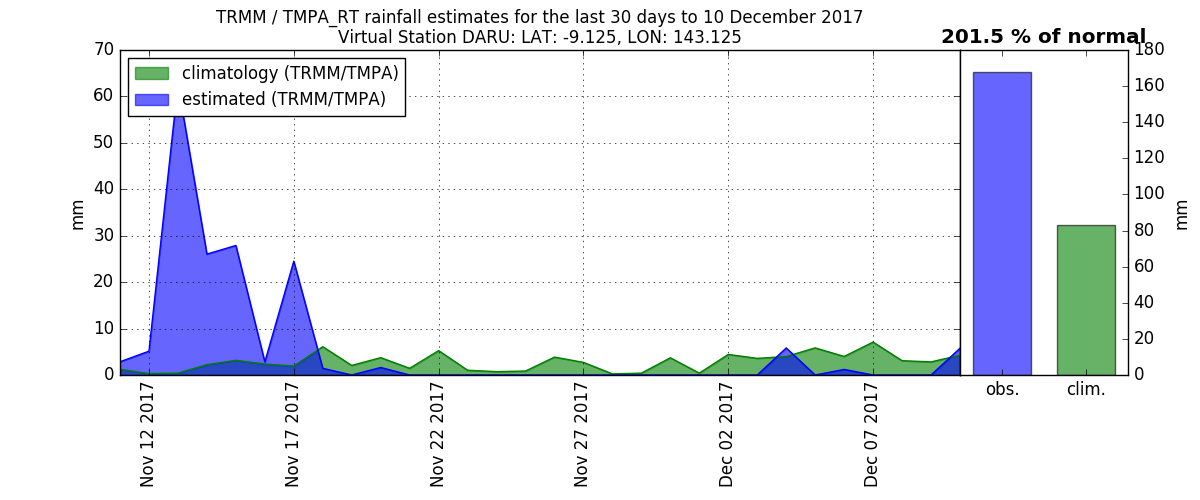 TRMM / TMPA_RT rainfall estimates for the last 30 days to 10 December 2017
Virtual Station DARU: LAT: -9.125, LON: 143.125
201.5 % of normal
climatology (TRMM/TMPA)
estimated (TRMM/TMPA)
70
60
50
40
30
20
10
0
mm
Nov 12 2017
Nov 17 2017
Nov 22 2017
Nov 27 2017
Dec 02 2017
Dec 07 2017
180
160
140
120
100
80
60
40
20
0
mm
obs.
clim.